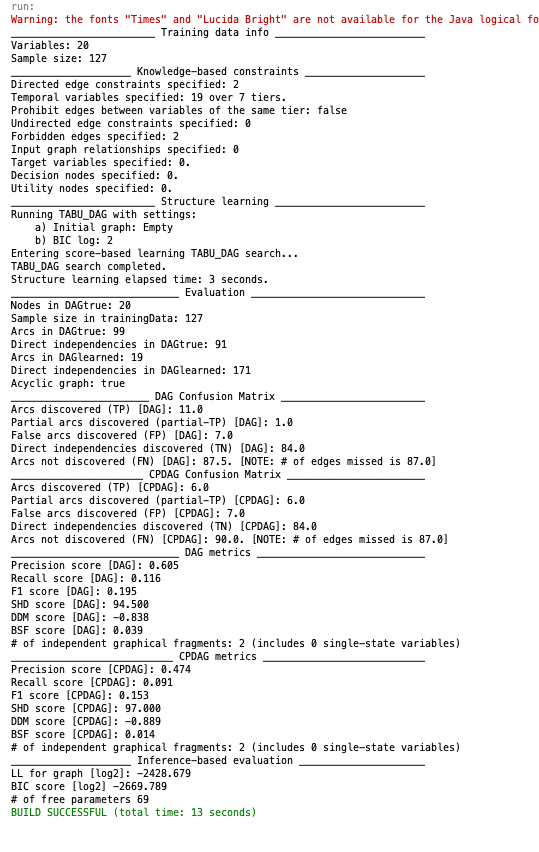 run:
Warning: the fonts "Times" and "Lucida Bright" are not available for the Java logical fo
_______________________ Training data info ________________________
Variables: 20
Sample size: 127
___________________ Knowledge-based constraints ___________________
Directed edge constraints specified: 2
Temporal variables specified: 19 over 7 tiers.
Prohibit edges between variables of the same tier: false
Undirected edge constraints specified: 0
Forbidden edges specified: 2
Input graph relationships specified: 0
Target variables specified: 0.
Decision nodes specified: 0.
Utility nodes specified: 0.
_______________________ Structure learning ________________________
Running TABU_DAG with settings:
a) Initial graph: Empty
b) BIC log: 2
Entering score-based learning TABU_DAG search...
TABU_DAG search completed.
Structure learning elapsed time: 3 seconds.
___________________________ Evaluation ____________________________
Nodes in DAGtrue: 20
Sample size in trainingData: 127
Arcs in DAGtrue: 99
Direct independencies in DAGtrue: 91
Arcs in DAGlearned: 19
Direct independencies in DAGlearned: 171
Acyclic graph: true
______________________ DAG Confusion Matrix _______________________
Arcs discovered (TP) [DAG]: 11.0
Partial arcs discovered (partial-TP) [DAG]: 1.0
False arcs discovered (FP) [DAG]: 7.0
Direct independencies discovered (TN) [DAG]: 84.0
Arcs not discovered (FN) [DAG]: 87.5. [NOTE: # of edges missed is 87.0]
_____________________ CPDAG Confusion Matrix ______________________
Arcs discovered (TP) [CPDAG]: 6.0
Partial arcs discovered (partial-TP) [CPDAG]: 6.0
False arcs discovered (FP) [CPDAG]: 7.0
Direct independencies discovered (TN) [CPDAG]: 84.0
Arcs not discovered (FN) [CPDAG]: 90.0. [NOTE: # of edges missed is 87.0]
___________________________ DAG metrics ___________________________
Precision score [DAG]: 0.605
Recall score [DAG]: 0.116
F1 score [DAG]: 0.195
SHD score [DAG]: 94.500
DDM score [DAG]: -0.838
BSF score [DAG]: 0.039
# of independent graphical fragments: 2 (includes 0 single-state variables)
__________________________ CPDAG metrics __________________________
Precision score [CPDAG]: 0.474
Recall score [CPDAG]: 0.091
F1 score [CPDAG]: 0.153
SHD score [CPDAG]: 97.000
DDM score [CPDAG]: -0.889
BSF score [CPDAG]: 0.014
# of independent graphical fragments: 2 (includes 0 single-state variables)
____________________ Inference-based evaluation ____________________
LL for graph [log2]: -2428.679
BIC score [log2] -2669.789
# of free parameters 69
BUILD SUCCESSFUL (total time: 13 seconds)